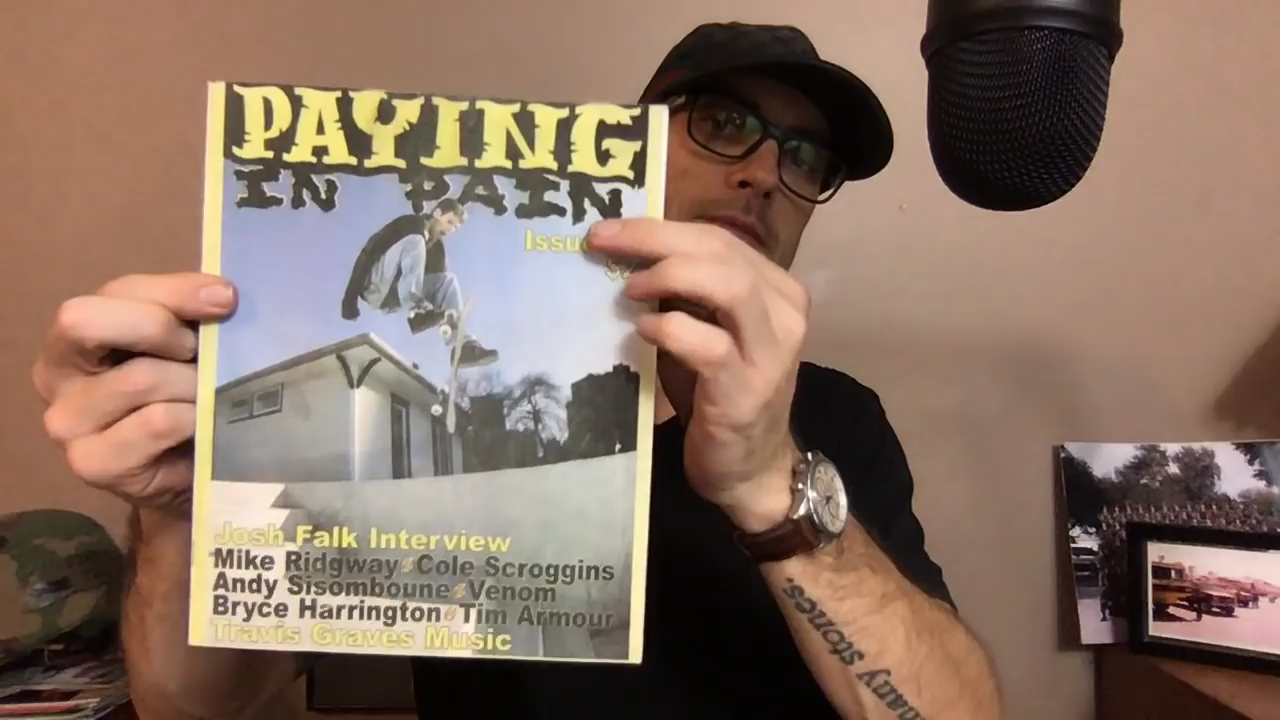 PAYING
IN PAIN
Issue
Josh Falk Interview
Mike Ridgway Cole Scroggins
Andy Sisomboune Venom
Bryce Harrington Tim Armour
Travis Graves Music
many stones.